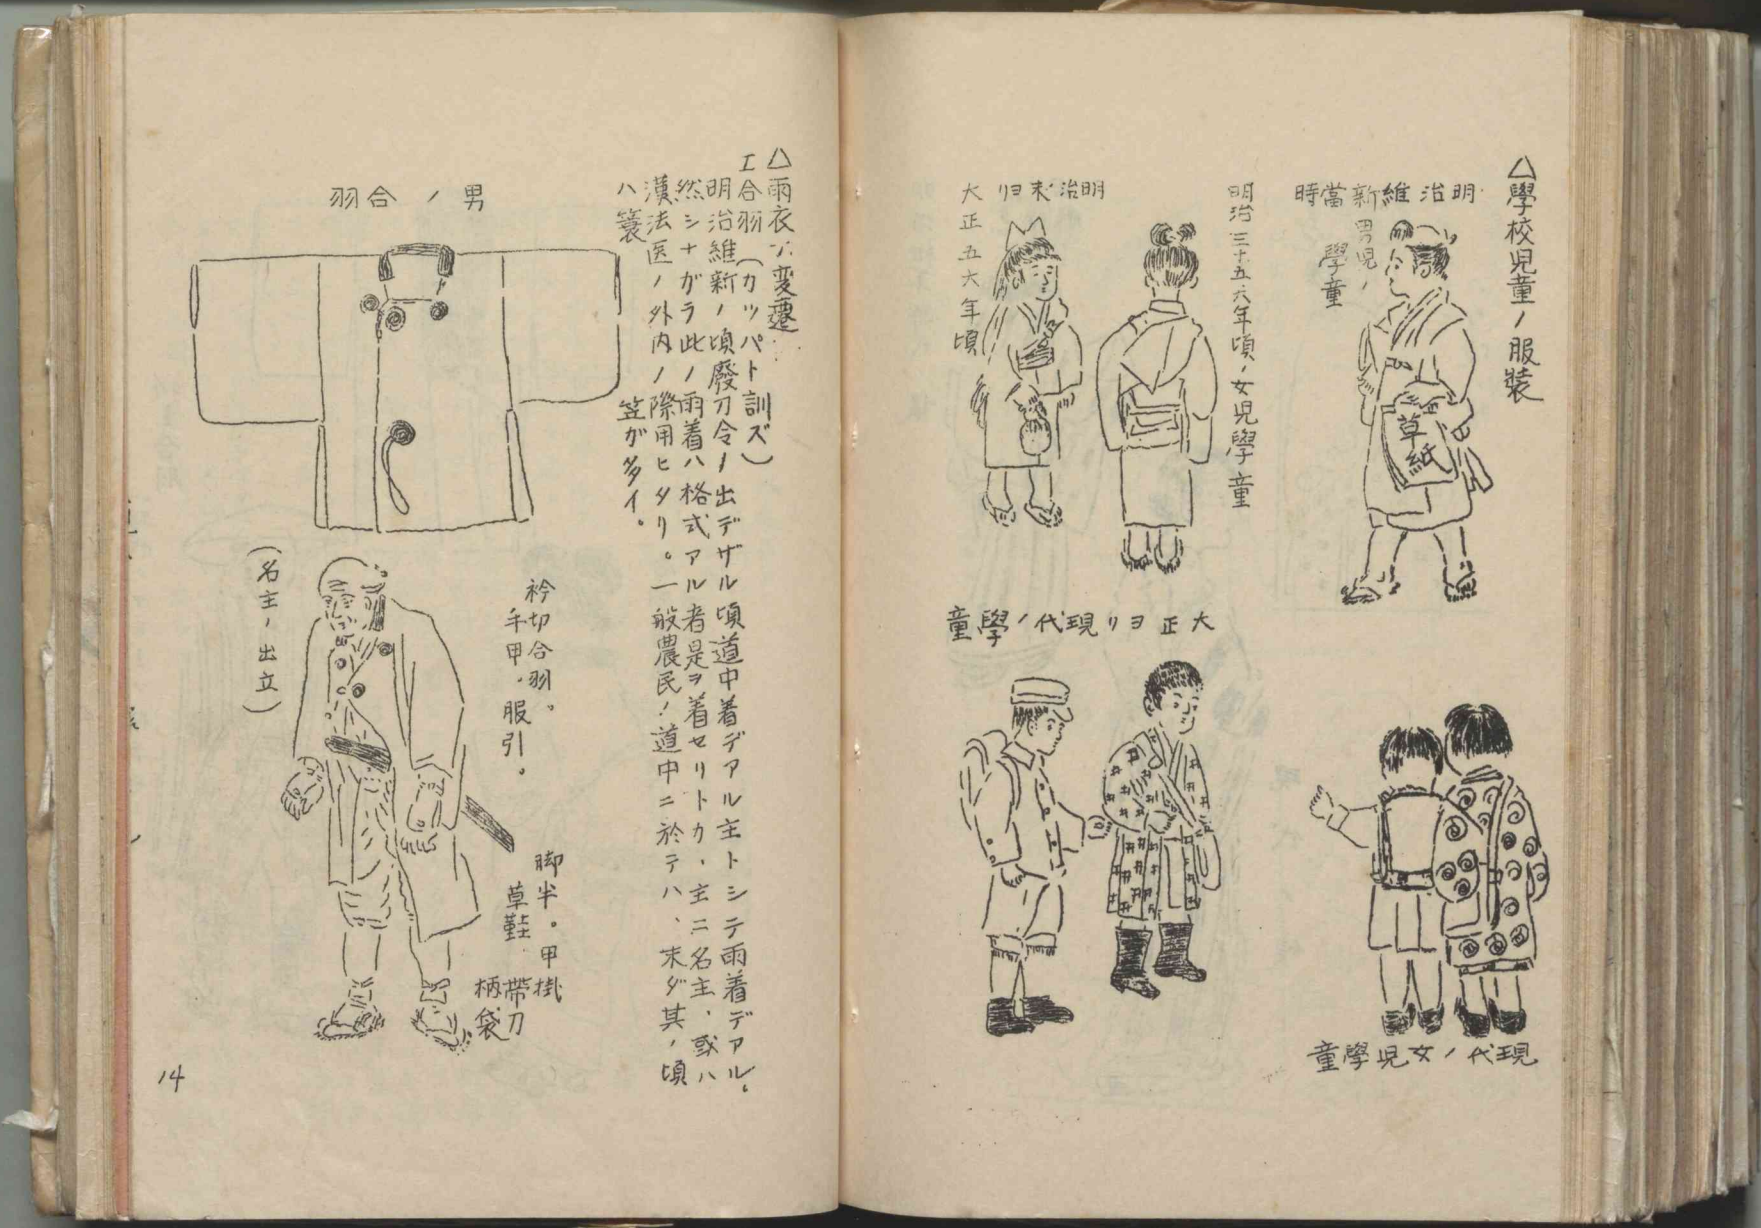 △學校児童ノ服装
明治維新當時
男児ノ
學童
草紙
明治三十五六年頃ノ女児學童
明治末ヨリ
大正五六年頃
大正ヨリ現代ノ學童
現代ノ女児學童
△雨衣ノ変遷
エ合羽(カッパト訓ズ)
明治維新ノ頃廢刀令ノ出デザル頃道中着デアル主トシテ雨着デアル。
然シナガラ此ノ雨着ハ格式アル者是ヲ着セリトカ、主ニ名主、或ハ
漢法医ノ外内ノ際用ヒタリ。一般農民ノ道中ニ於テハ、未ダ其ノ頃
ハ簑笠が多イ。
男ノ合羽
衿切合羽。
手甲。服引。
脚半。甲掛
草鞋
帯刀
柄袋
(名主ノ出立)
14